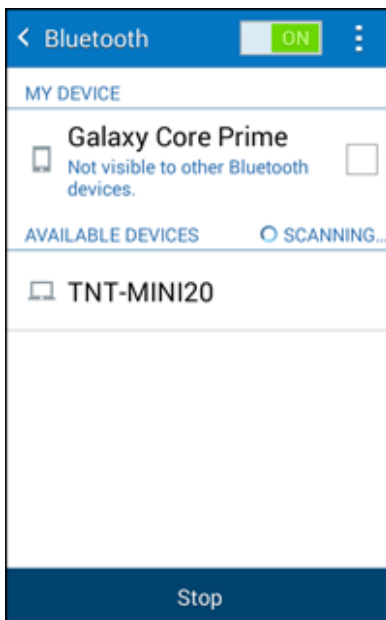 Bluetooth
ON
MY DEVICE
Galaxy Core Prime
Not visible to other Bluetooth
devices.
AVAILABLE DEVICES
SCANNING...
TNT-MINI20
Stop